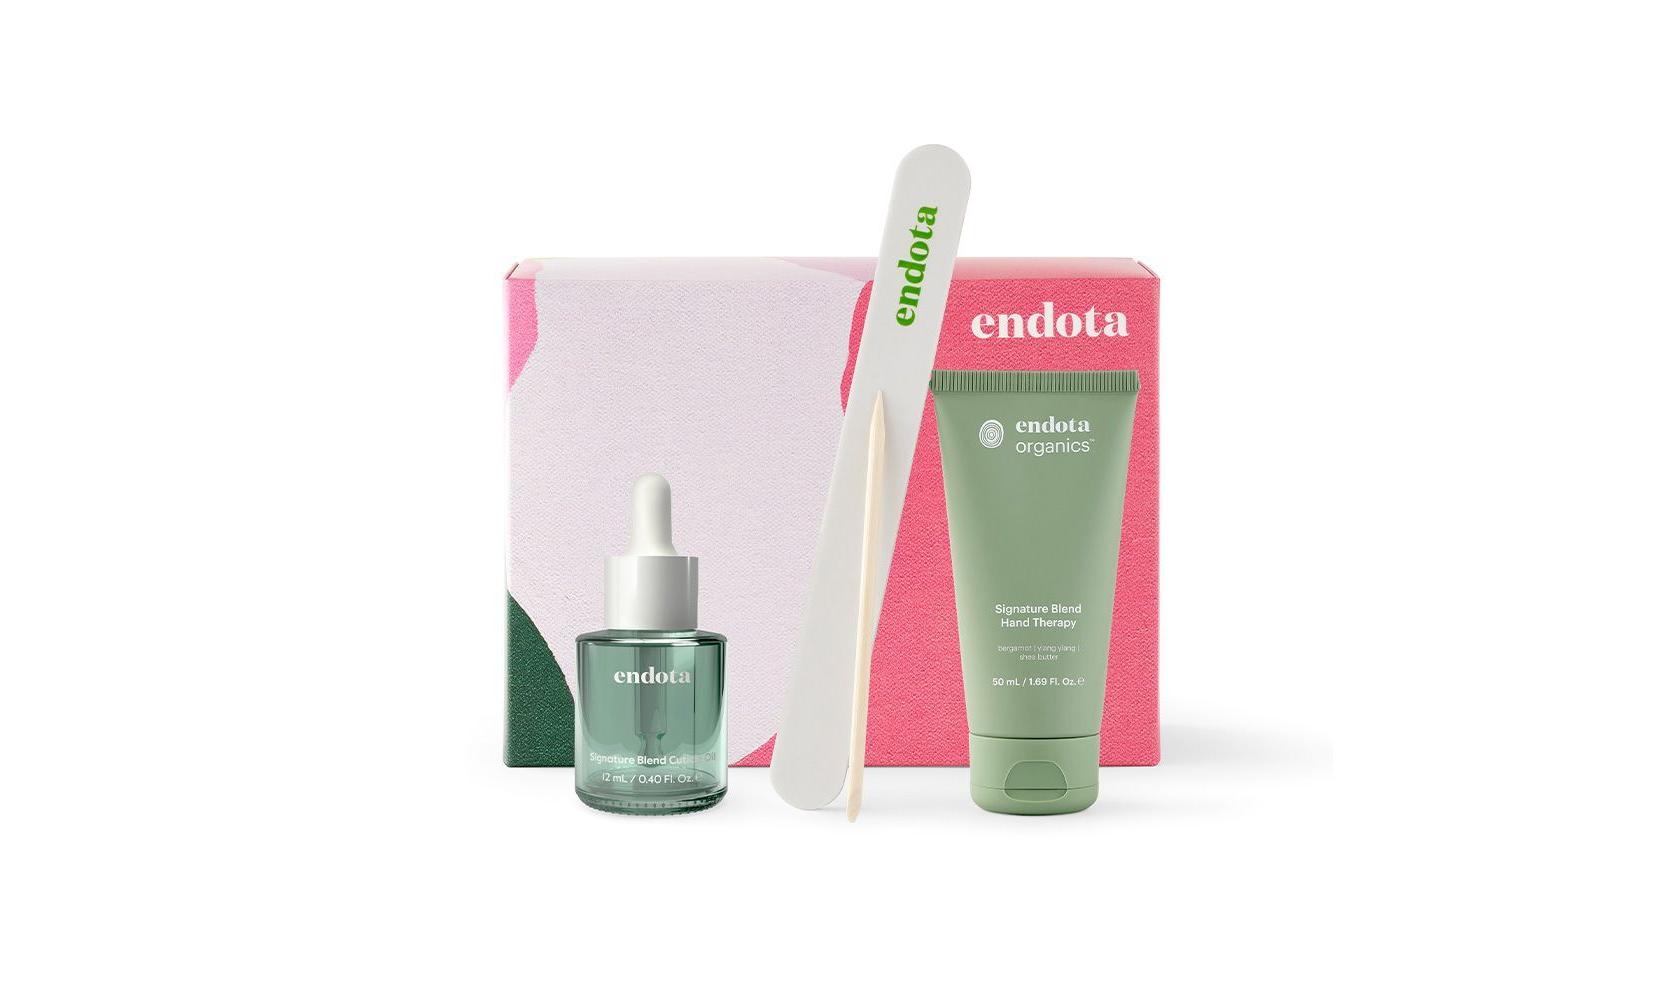 endota
endota
endota
organics™
Signature Blend
Hand Therapy
bergamot | ylang ylang |
shea butter
50 mL / 1.69 Fl. Oz. ℮
endota
Signature Blend Cuticle Oil
12 mL / 0.40 Fl. Oz. ℮